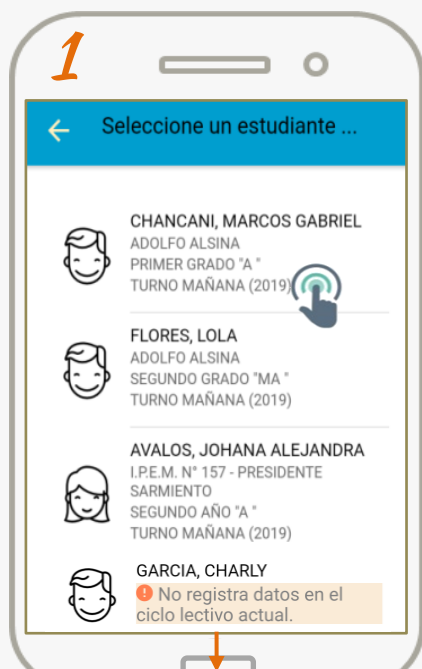 1
Seleccione un estudiante ...
CHANCANI, MARCOS GABRIEL
ADOLFO ALSINA
PRIMER GRADO "A "
TURNO MAÑANA (2019)
FLORES, LOLA
ADOLFO ALSINA
SEGUNDO GRADO "MA "
TURNO MAÑANA (2019)
AVALOS, JOHANA ALEJANDRA
I.P.E.M. N° 157 - PRESIDENTE
SARMIENTO
SEGUNDO AÑO "A "
TURNO MAÑANA (2019)
GARCIA, CHARLY
No registra datos en el
ciclo lectivo actual.